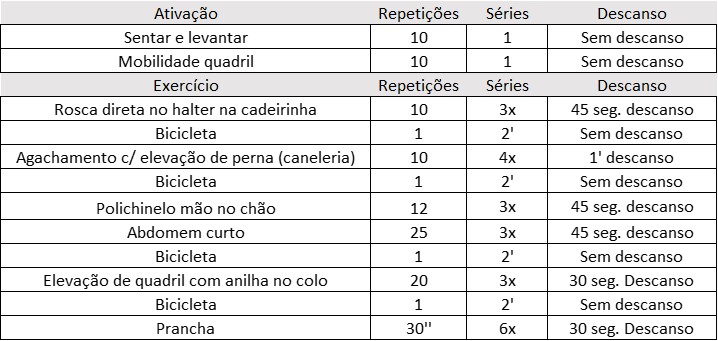 Ativação Repetições Séries Descanso
Sentar e levantar 10 1 Sem descanso
Mobilidade quadril 10 1 Sem descanso
Exercício Repetições Séries Descanso
Rosca direta no halter na cadeirinha 10 3x 45 seg. descanso
Bicicleta 1 2' Sem descanso
Agachamento c/ elevação de perna (caneleria) 10 4x 1' descanso
Bicicleta 1 2' Sem descanso
Polichinelo mão no chão 12 3x 45 seg. descanso
Abdomem curto 25 3x 45 seg. descanso
Bicicleta 1 2' Sem descanso
Elevação de quadril com anilha no colo 20 3x 30 seg. Descanso
Bicicleta 1 2' Sem descanso
Prancha 30'' 6x 30 seg. Descanso